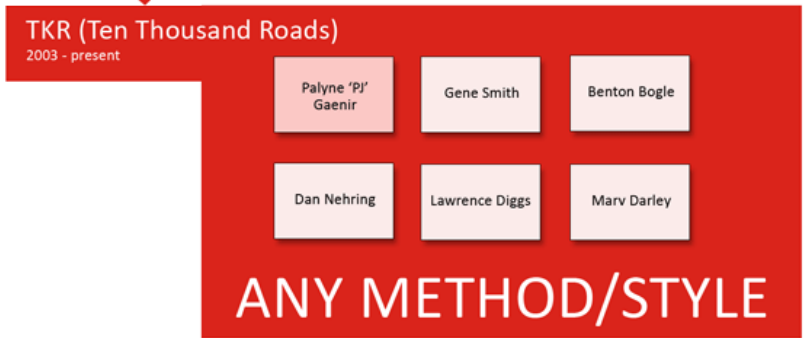 TKR (Ten Thousand Roads)
2003 - present
Palyne ‘PJ’
Gaenir
Gene Smith
Benton Bogle
Dan Nehring
Lawrence Diggs
Marv Darley
ANY METHOD/STYLE